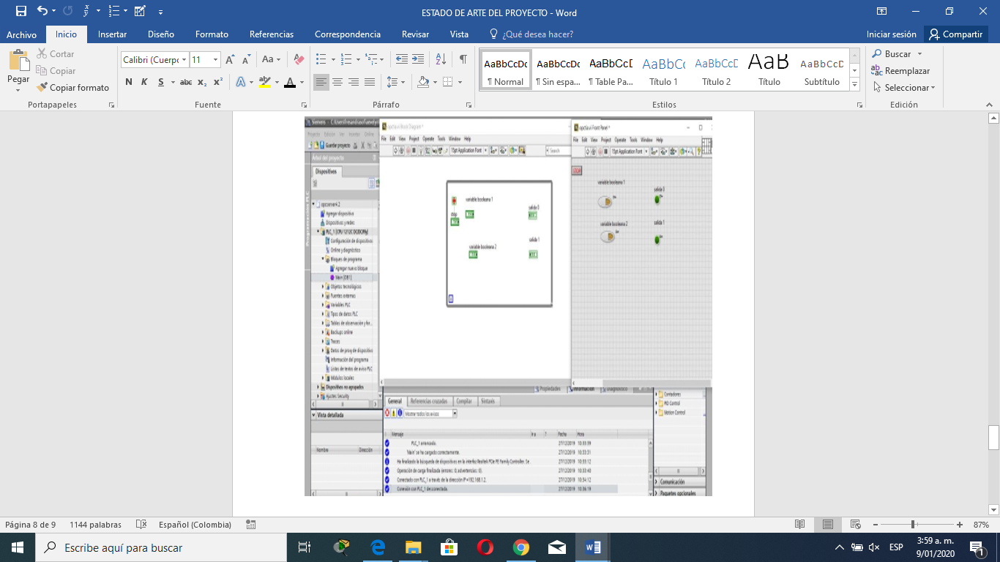 ESTADO DE ARTE DEL PROYECTO - Word
Archivo Inicio Insertar Diseño Formato Referencias Correspondencia Revisar Vista ¿Qué desea hacer? Iniciar sesión Compartir
Pegar
Cortar
Copiar
Copiar formato
Portapapeles
Calibri (Cuerpo 11
Aa
N K S abc x₂ x²
Fuente
Párrafo
AaBbCcDc AaBbCcDc AaBbCcD AaBbCc AaBbCcD AaB AaBbCcD
¶ Normal ¶ Sin espa... ¶ Table Pa... Título 1 Título 2 Título Subtítulo
Estilos
Buscar
Reemplazar
Seleccionar
Edición
Guardar proyecto
Árbol del proyecto
Dispositivos
opcserver4.2
Agregar dispositivo
Dispositivos y redes
PLC_1 [CPU 1212C DC/DC/Rly]
Configuración de dispositivos
Online y diagnóstico
Bloques de programa
Agregar nuevo bloque
Main [OB1]
Objetos tecnológicos
Fuentes externas
Variables PLC
Tipos de datos PLC
Tablas de observación y for...
Backups online
Traces
Datos de proxy de dispositivo
Información del programa
Listas de textos de aviso PLC
Módulos locales
Dispositivos no agrupados
Ajustes Security
Vista detallada
Nombre Dirección
opctia.vi Block Diagram *
File Edit View Project Operate Tools Window Help
15pt Application Font
Search
variable booleana 1
salida 0
stop
variable booleana 2
salida 1
i
opctia.vi Front Panel *
File Edit View Project Operate Tools Window Help
15pt Application Font
STOP
variable booleana 1
salida 0
variable booleana 2
salida 1
Propiedades Información Diagnóstico
General Referencias cruzadas Compilar Sintaxis
Mostrar todos los avisos
Mensaje Ir a ? Fecha Hora
PLC_1 arrancado. 27/12/2019 10:33:39
'Main' se ha cargado correctamente. 27/12/2019 10:33:31
Ha finalizado la búsqueda de dispositivos en la interfaz Realtek PCIe FE Family Controller. Se... 27/12/2019 10:33:12
Operación de carga finalizada (errores: 0; advertencias: 0). 27/12/2019 10:33:40
Conectado con PLC_1 a través de la dirección IP=192.168.1.2. 27/12/2019 10:34:12
Conexión con PLC_1 desconectada. 27/12/2019 10:36:19
Contadores
PID Control
Motion Control
Comunicación
Paquetes opcionales
Página 8 de 9 1144 palabras Español (Colombia) 87%
Escribe aquí para buscar
ESP
3:59 a. m.
9/01/2020
1